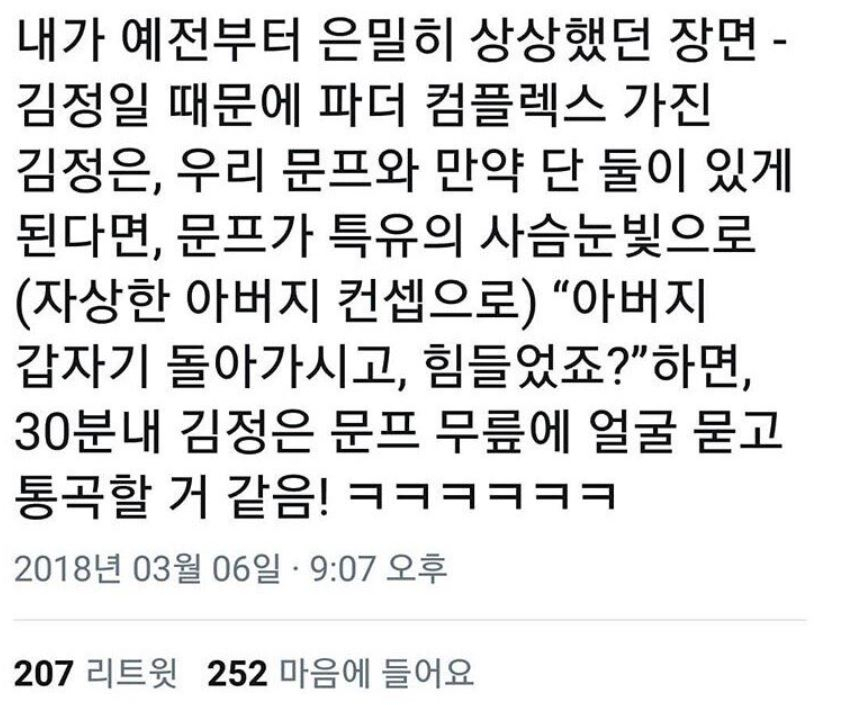 내가 예전부터 은밀히 상상했던 장면 -
김정일 때문에 파더 컴플렉스 가진
김정은, 우리 문프와 만약 단 둘이 있게
된다면, 문프가 특유의 사슴눈빛으로
(자상한 아버지 컨셉으로) “아버지
갑자기 돌아가시고, 힘들었죠?”하면,
30분내 김정은 문프 무릎에 얼굴 묻고
통곡할 거 같음! ㅋㅋㅋㅋㅋㅋ
2018년 03월 06일 · 9:07 오후
207 리트윗 252 마음에 들어요